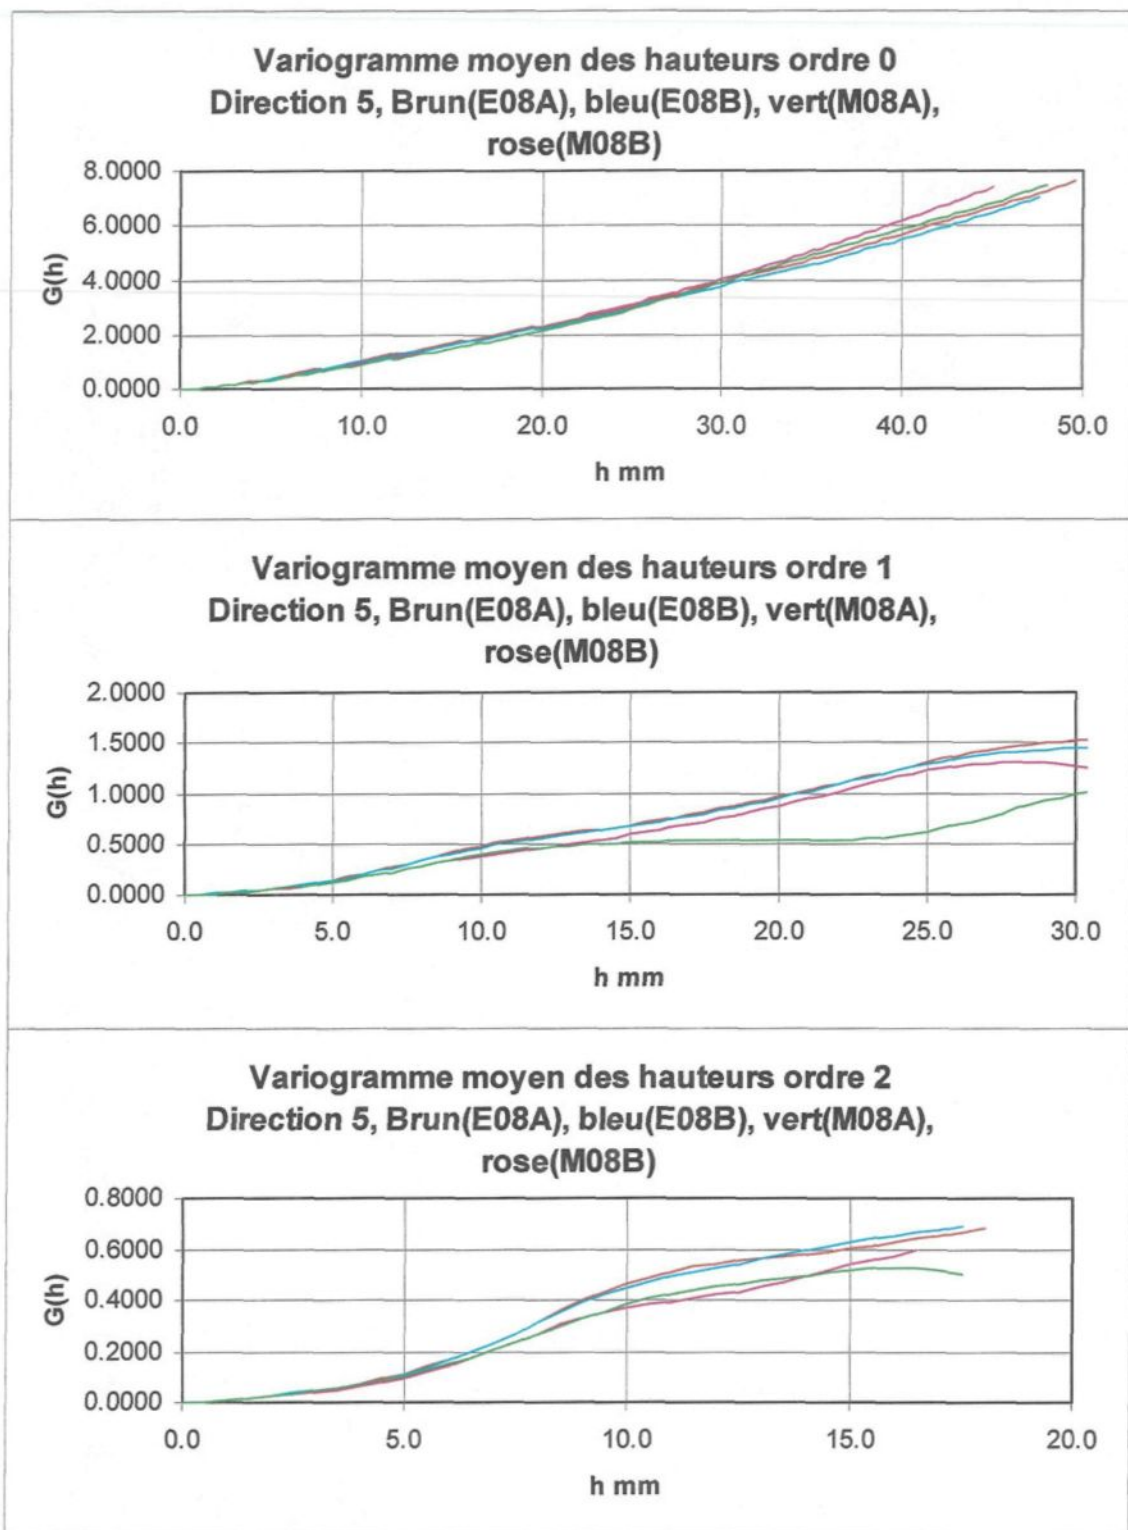 Variogramme moyen des hauteurs ordre 0
Direction 5, Brun(E08A), bleu(E08B), vert(M08A),
rose(M08B)
8.0000
6.0000
4.0000
2.0000
0.0000
G(h)
0.0 10.0 20.0 30.0 40.0 50.0
h mm
Variogramme moyen des hauteurs ordre 1
Direction 5, Brun(E08A), bleu(E08B), vert(M08A),
rose(M08B)
2.0000
1.5000
1.0000
0.5000
0.0000
G(h)
0.0 5.0 10.0 15.0 20.0 25.0 30.0
h mm
Variogramme moyen des hauteurs ordre 2
Direction 5, Brun(E08A), bleu(E08B), vert(M08A),
rose(M08B)
0.8000
0.6000
0.4000
0.2000
0.0000
G(h)
0.0 5.0 10.0 15.0 20.0
h mm